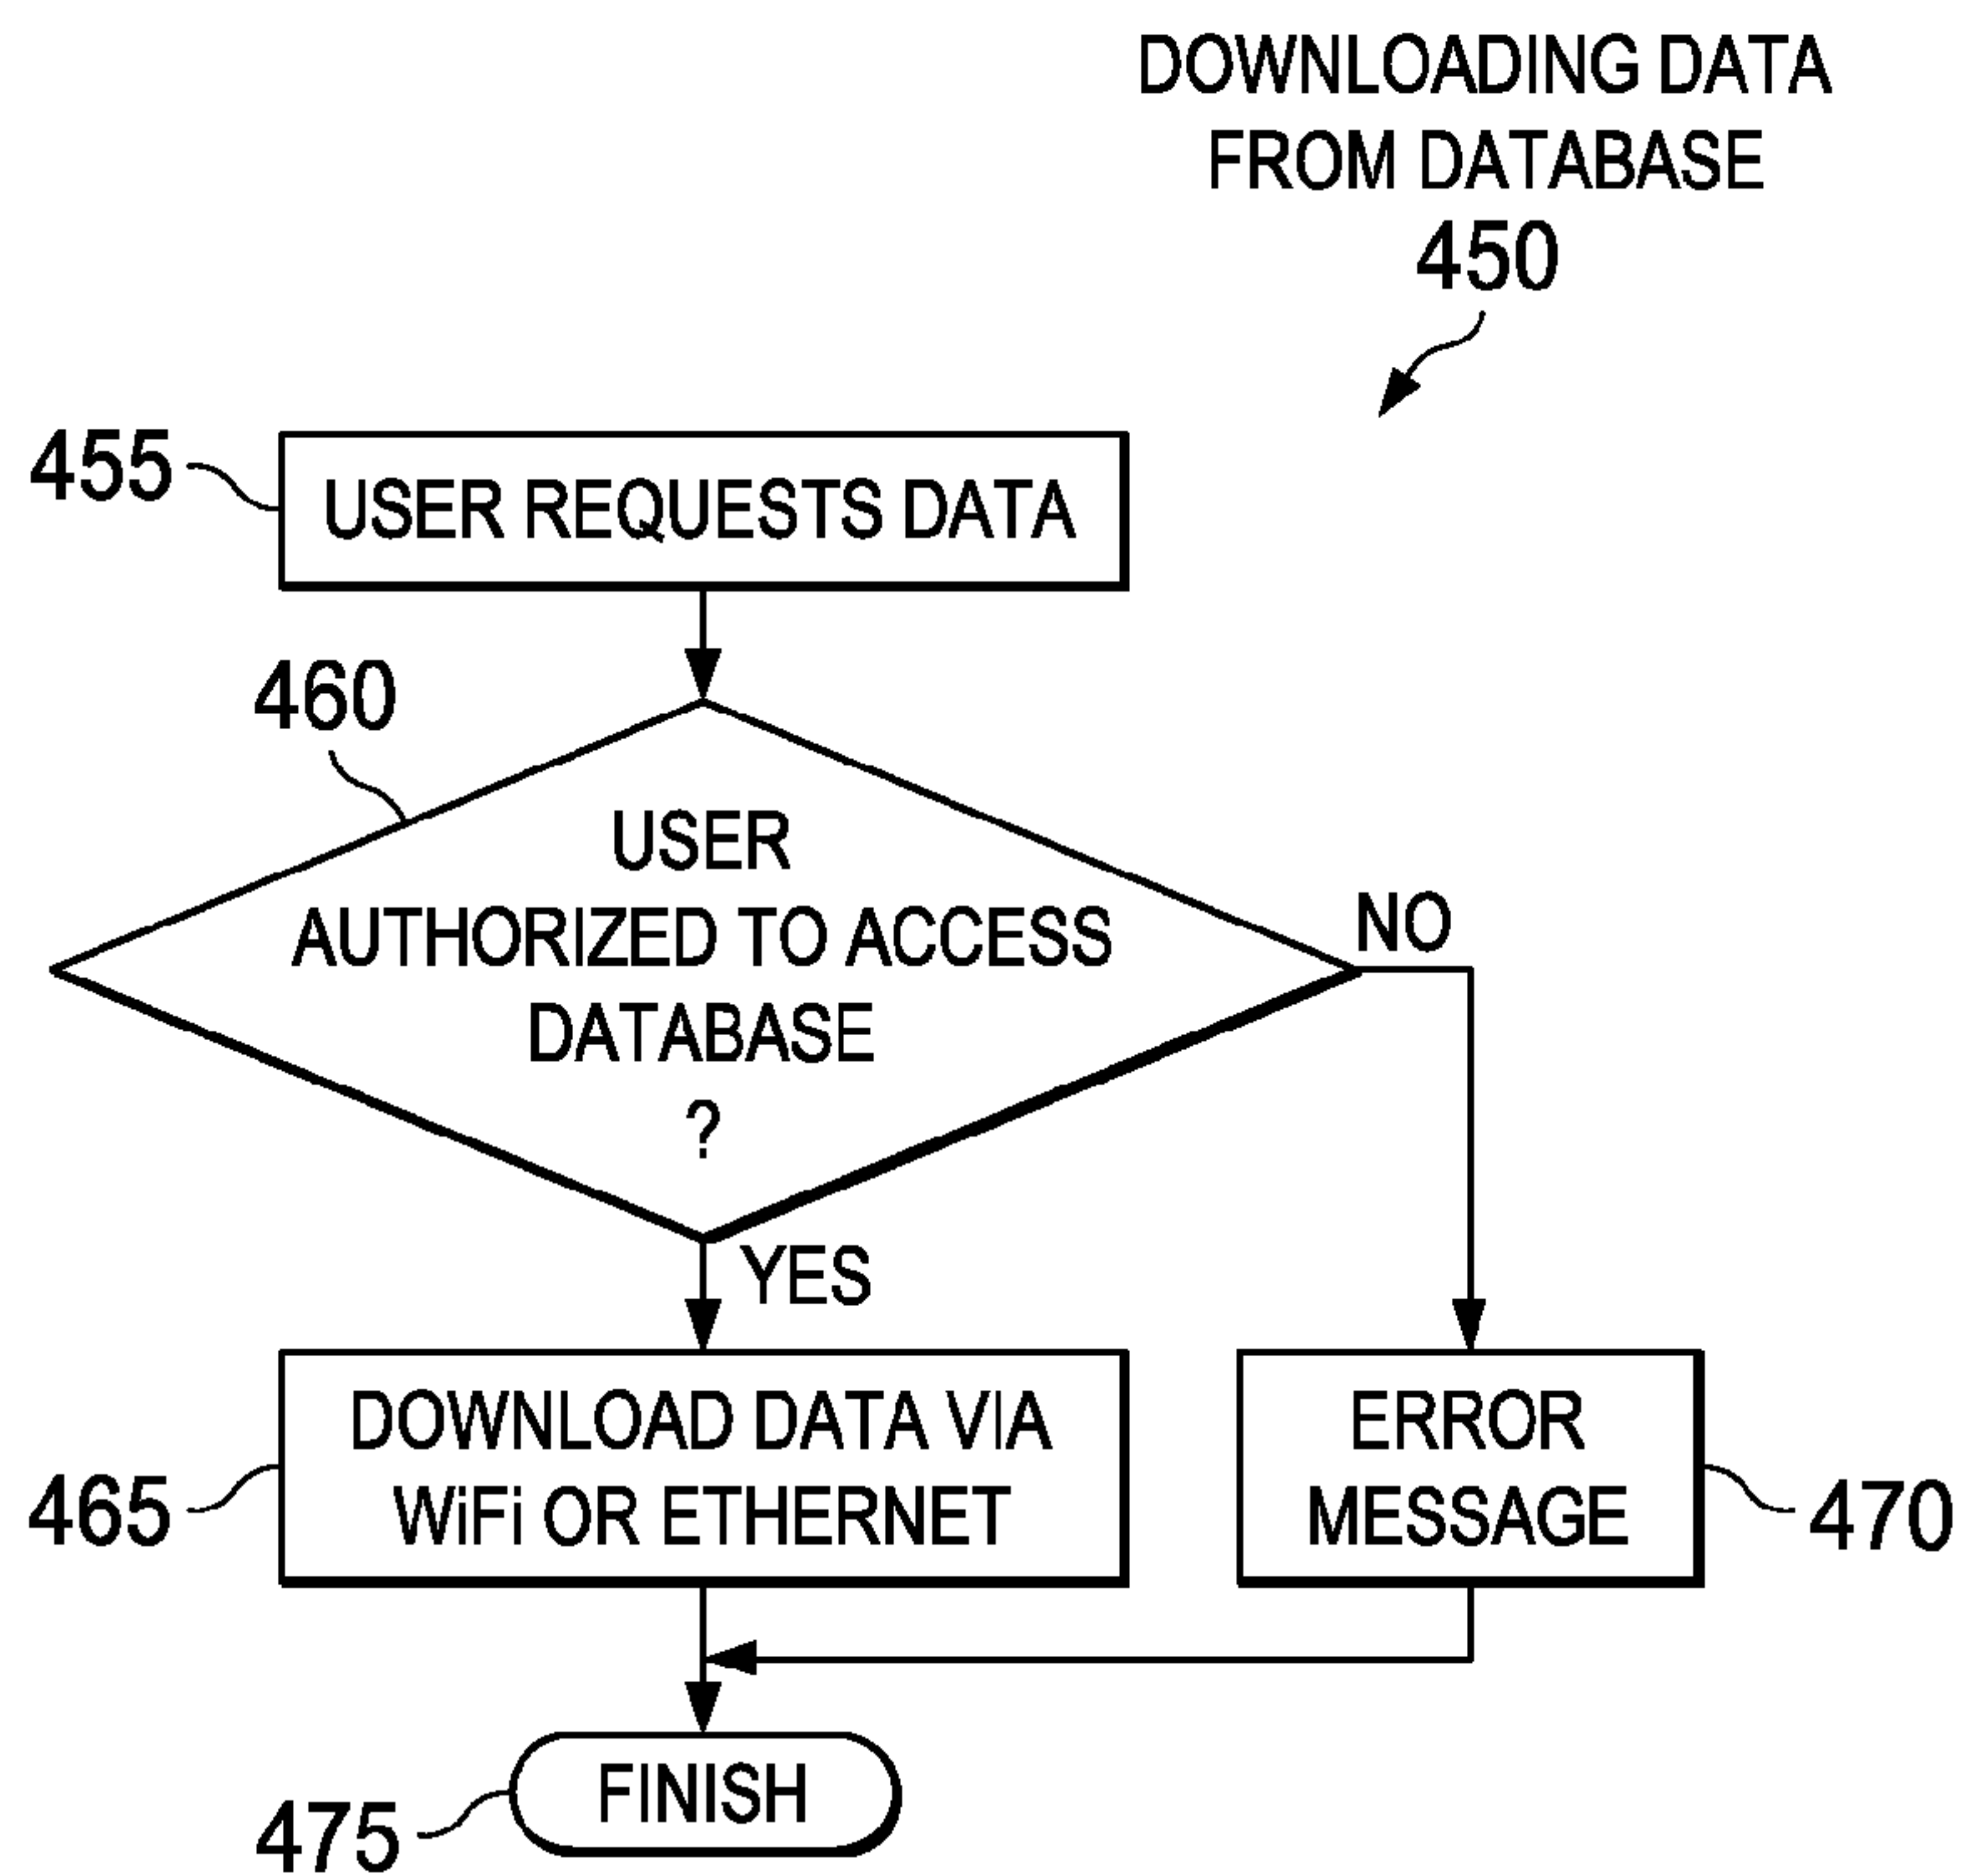 DOWNLOADING DATA
FROM DATABASE
450
455
USER REQUESTS DATA
460
USER
AUTHORIZED TO ACCESS
DATABASE
?
NO
YES
DOWNLOAD DATA VIA
WiFi OR ETHERNET
465
ERROR
MESSAGE
470
FINISH
475